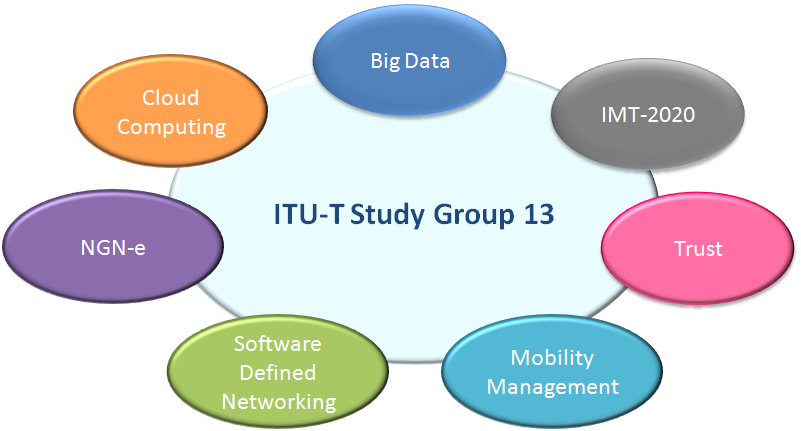 Big Data
Cloud
Computing
IMT-2020
ITU-T Study Group 13
NGN-e
Trust
Software
Defined
Networking
Mobility
Management